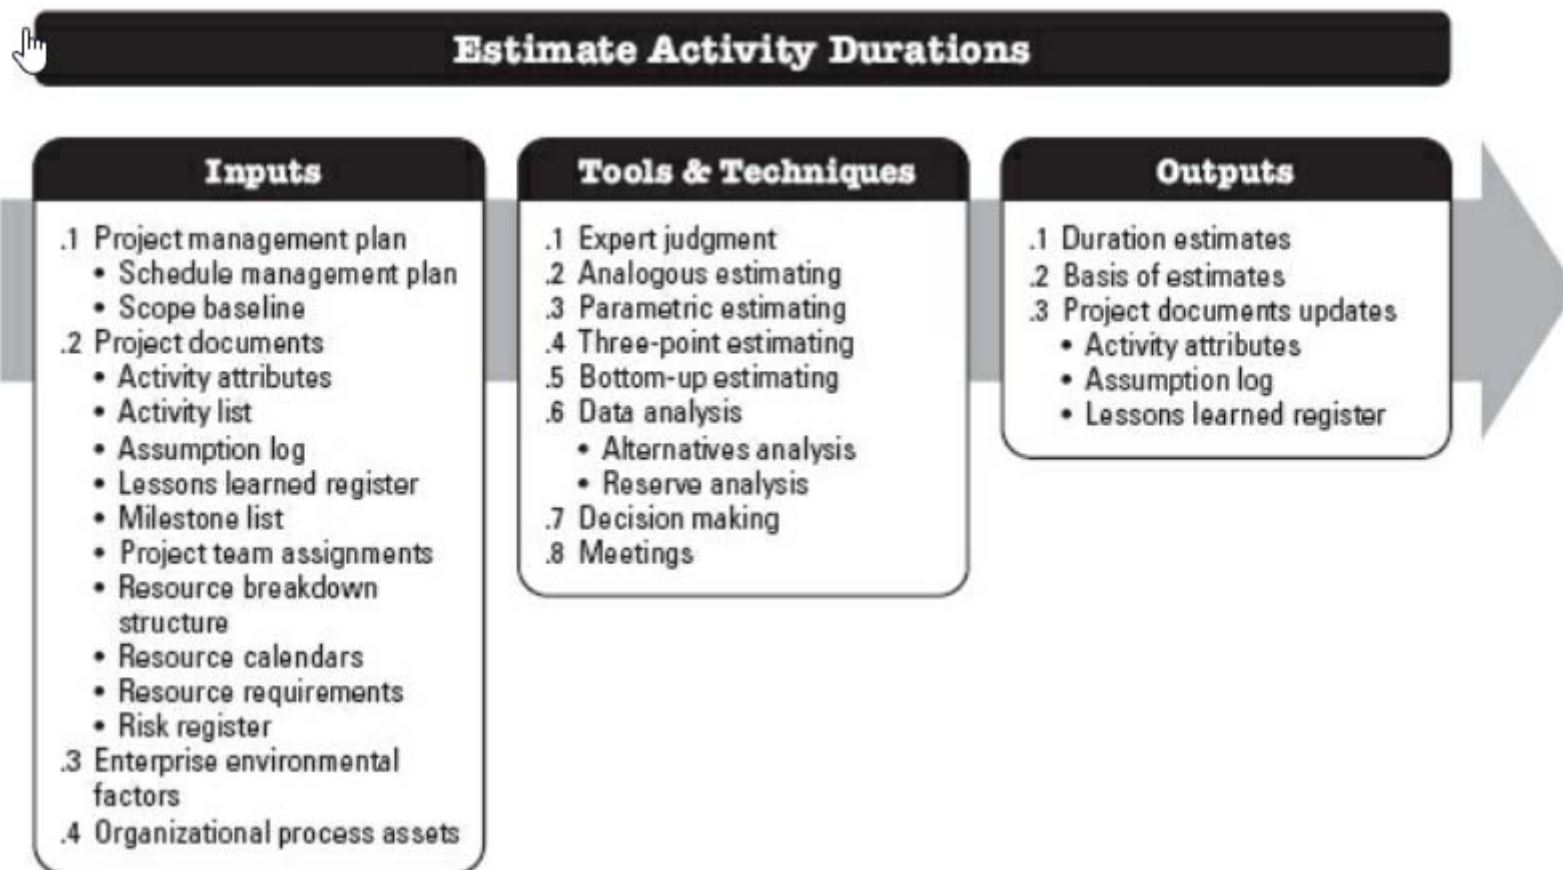 Estimate Activity Durations
Inputs
.1 Project management plan
• Schedule management plan
• Scope baseline
.2 Project documents
• Activity attributes
• Activity list
• Assumption log
• Lessons learned register
• Milestone list
• Project team assignments
• Resource breakdown
structure
• Resource calendars
• Resource requirements
• Risk register
.3 Enterprise environmental
factors
.4 Organizational process assets
Tools & Techniques
.1 Expert judgment
.2 Analogous estimating
.3 Parametric estimating
.4 Three-point estimating
.5 Bottom-up estimating
.6 Data analysis
• Alternatives analysis
• Reserve analysis
.7 Decision making
.8 Meetings
Outputs
.1 Duration estimates
.2 Basis of estimates
.3 Project documents updates
• Activity attributes
• Assumption log
• Lessons learned register